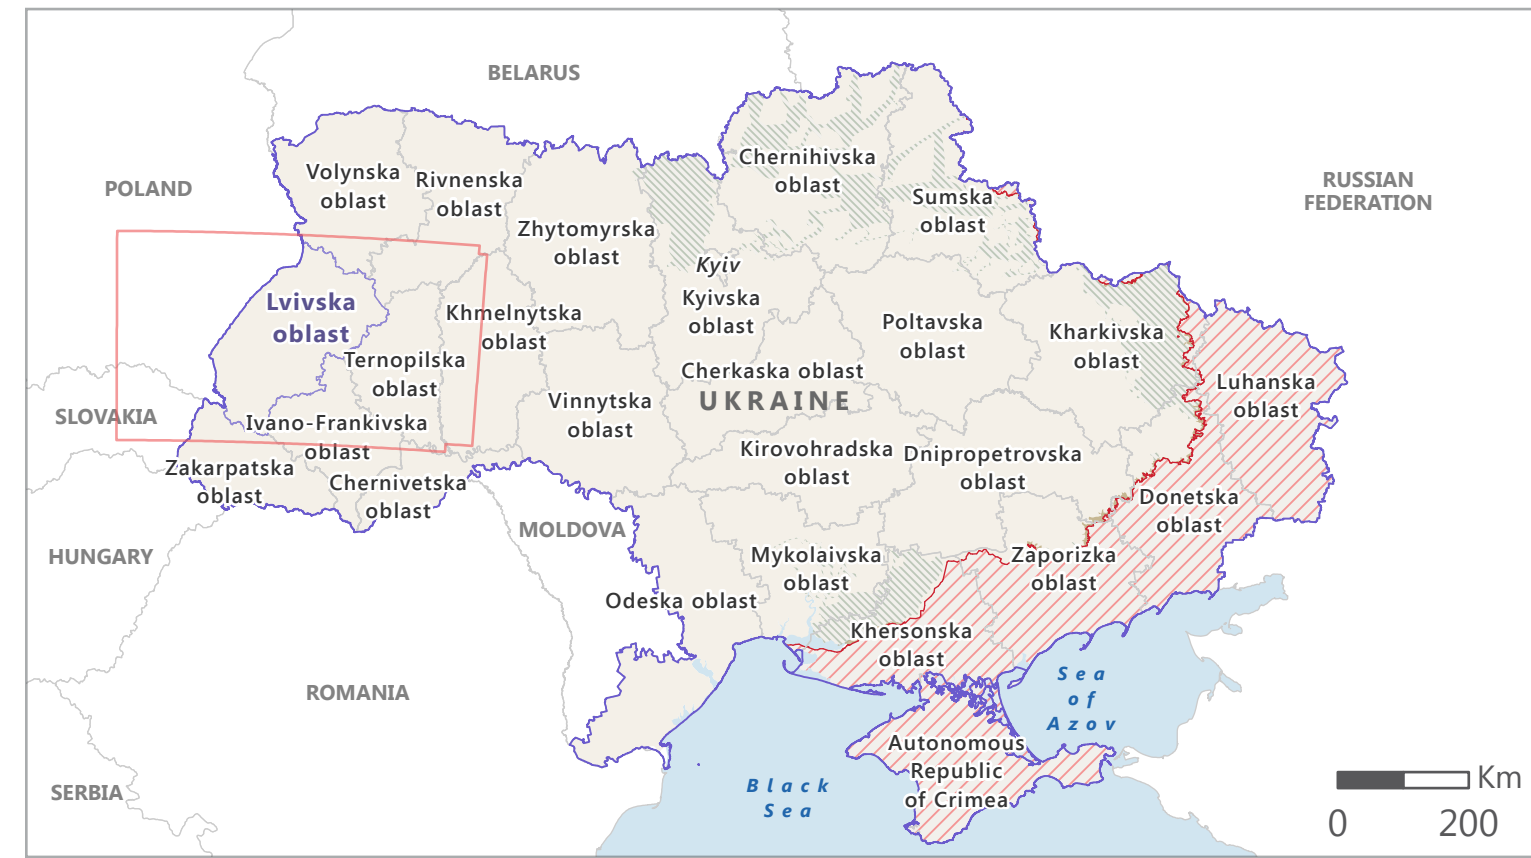 BELARUS
POLAND
RUSSIAN
FEDERATION
Volynska
oblast
Rivnenska
oblast
Chernihivska
oblast
Sumska
oblast
Zhytomyrska
oblast
Kyiv
Kyivska
oblast
Lvivska
oblast
Khmelnytska
oblast
Poltavska
oblast
Kharkivska
oblast
Ternopilska
oblast
Cherkaska oblast
UKRAINE
Luhanska
oblast
Vinnytska
oblast
SLOVAKIA
Ivano-Frankivska
oblast
Kirovohradska
oblast
Dnipropetrovska
oblast
Zakarpatska
oblast
Chernivetska
oblast
Donetska
oblast
MOLDOVA
HUNGARY
Mykolaivska
oblast
Zaporizka
oblast
Odeska oblast
Khersonska
oblast
ROMANIA
Sea
of
Azov
Autonomous
Republic
of Crimea
SERBIA
Black
Sea
Km
0 200